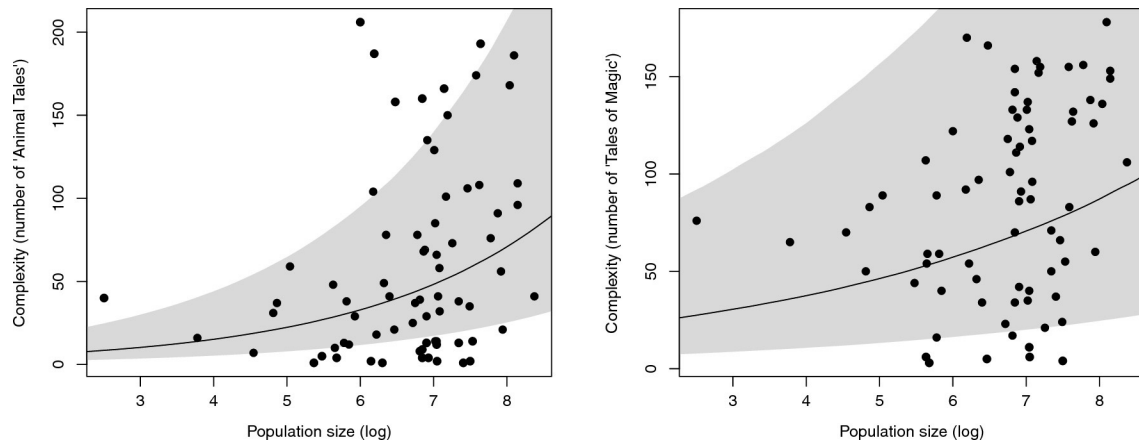 Complexity (number of 'Animal Tales')
200
150
100
50
0
3 4 5 6 7 8
Population size (log)
Complexity (number of 'Tales of Magic')
150
100
50
0
3 4 5 6 7 8
Population size (log)